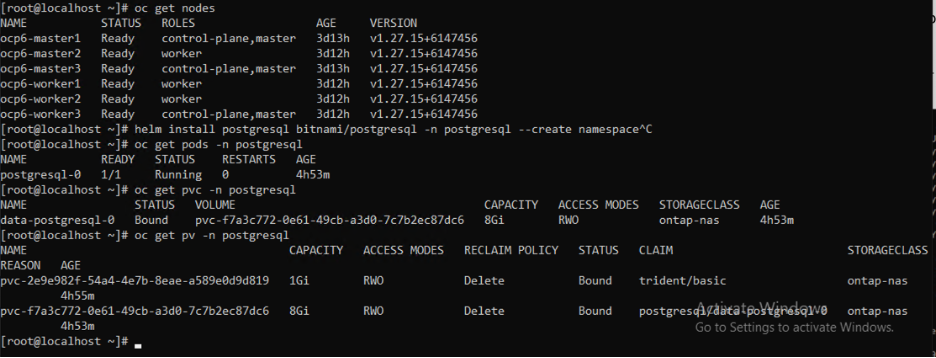 [root@localhost ~]# oc get nodes
NAME STATUS ROLES AGE VERSION
ocp6-master1 Ready control-plane,master 3d13h v1.27.15+6147456
ocp6-master2 Ready worker 3d12h v1.27.15+6147456
ocp6-master3 Ready control-plane,master 3d13h v1.27.15+6147456
ocp6-worker1 Ready worker 3d12h v1.27.15+6147456
ocp6-worker2 Ready worker 3d12h v1.27.15+6147456
ocp6-worker3 Ready control-plane,master 3d12h v1.27.15+6147456
[root@localhost ~]# helm install postgresql bitnami/postgresql -n postgresql --create namespace^C
[root@localhost ~]# oc get pods -n postgresql
NAME READY STATUS RESTARTS AGE
postgresql-0 1/1 Running 0 4h53m
[root@localhost ~]# oc get pvc -n postgresql
NAME STATUS VOLUME CAPACITY ACCESS MODES STORAGECLASS AGE
data-postgresql-0 Bound pvc-f7a3c772-0e61-49cb-a3d0-7c7b2ec87dc6 8Gi RWO ontap-nas 4h53m
[root@localhost ~]# oc get pv -n postgresql
NAME CAPACITY ACCESS MODES RECLAIM POLICY STATUS CLAIM STORAGECLASS
REASON AGE
pvc-2e9e982f-54a4-4e7b-8eae-a589e0d9d819 1Gi RWO Delete Bound trident/basic ontap-nas
4h55m
pvc-f7a3c772-0e61-49cb-a3d0-7c7b2ec87dc6 8Gi RWO Delete Bound postgresql/data-postgresql-0 ontap-nas
4h53m
[root@localhost ~]#
Activate Windows
Go to Settings to activate Windows.